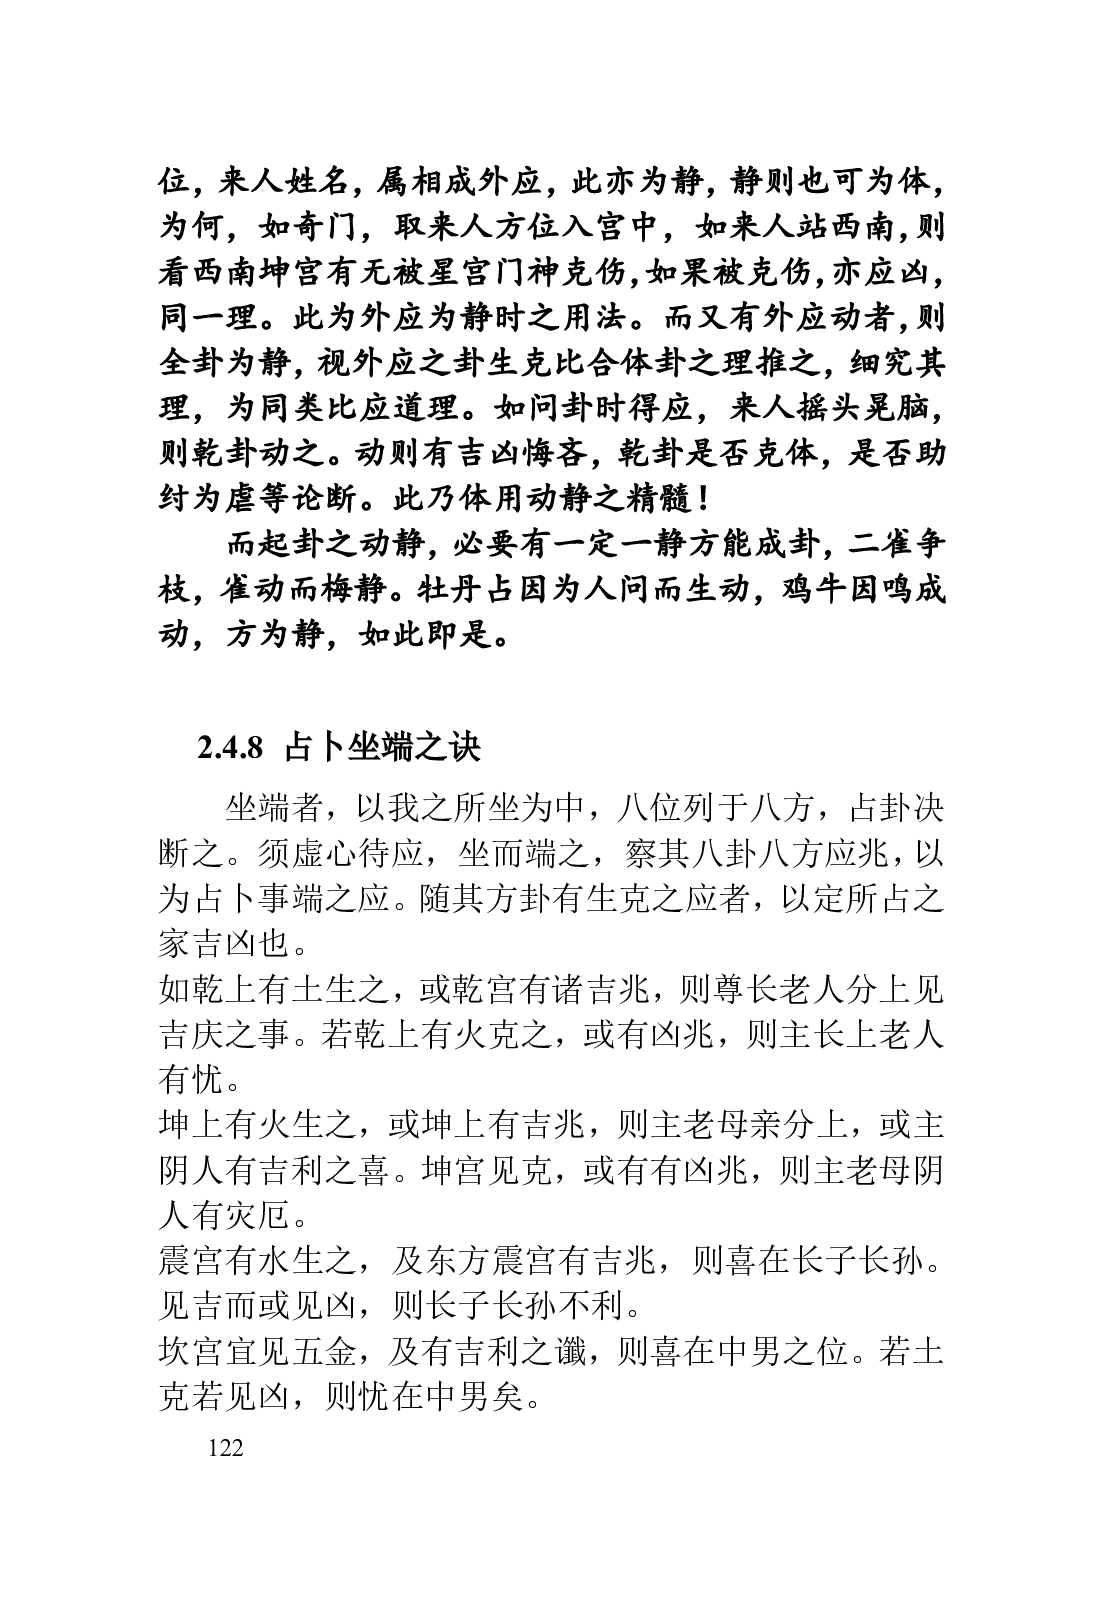 位，来人姓名，属相成外应，此亦为静，静则也可为体，
为何，如奇门，取来人方位入宫中，如来人站西南，则
看西南坤宫有无被星宫门神克伤，如果被克伤，亦应凶，
同一理。此为外应为静时之用法。而又有外应动者，则
全卦为静，视外应之卦生克比合体卦之理推之，细究其
理，为同类比应道理。如问卦时得应，来人摇头晃脑，
则乾卦动之。动则有吉凶悔吝，乾卦是否克体，是否助
纣为虐等论断。此乃体用动静之精髓！
而起卦之动静，必要有一定一静方能成卦，二雀争
枝，雀动而梅静。牡丹占因为人问而生动，鸡牛因鸣成
动，方为静，如此即是。
2.4.8 占卜坐端之诀
坐端者，以我之所坐为中，八位列于八方，占卦决
断之。须虚心待应，坐而端之，察其八卦八方应兆，以
为占卜事端之应。随其方卦有生克之应者，以定所占之
家吉凶也。
如乾上有土生之，或乾宫有诸吉兆，则尊长老人分上见
吉庆之事。若乾上有火克之，或有凶兆，则主长上老人
有忧。
坤上有火生之，或坤上有吉兆，则主老母亲分上，或主
阴人有吉利之喜。坤宫见克，或有有凶兆，则主老母阴
人有灾厄。
震宫有水生之，及东方震宫有吉兆，则喜在长子长孙。
见吉而或见凶，则长子长孙不利。
坎宫宜见五金，及有吉利之谶，则喜在中男之位。若土
克若见凶，则忧在中男矣。
122